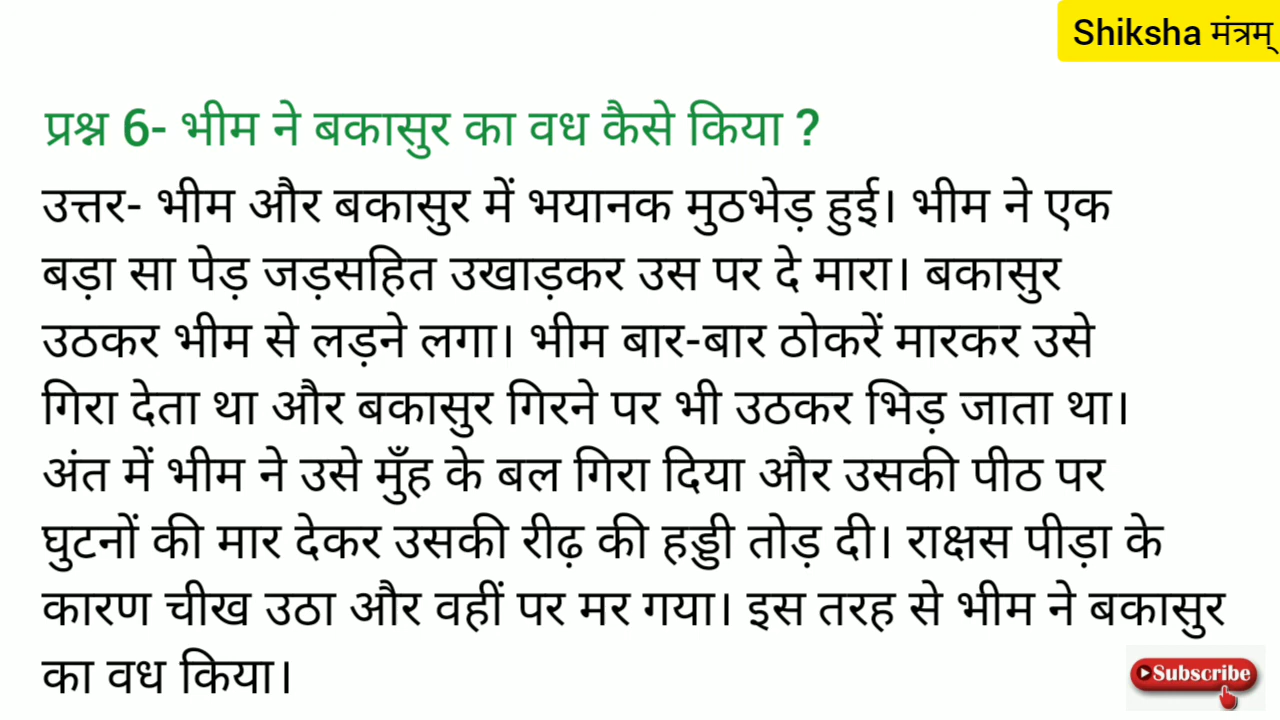 Shiksha मंत्रम्
प्रश्न 6- भीम ने बकासुर का वध कैसे किया ?
उत्तर- भीम और बकासुर में भयानक मुठभेड़ हुई। भीम ने एक
बड़ा सा पेड़ जड़सहित उखाड़कर उस पर दे मारा। बकासुर
उठकर भीम से लड़ने लगा। भीम बार-बार ठोकरें मारकर उसे
गिरा देता था और बकासुर गिरने पर भी उठकर भिड़ जाता था।
अंत में भीम ने उसे मुँह के बल गिरा दिया और उसकी पीठ पर
घुटनों की मार देकर उसकी रीढ़ की हड्डी तोड़ दी। राक्षस पीड़ा के
कारण चीख उठा और वहीं पर मर गया। इस तरह से भीम ने बकासुर
का वध किया।
Subscribe